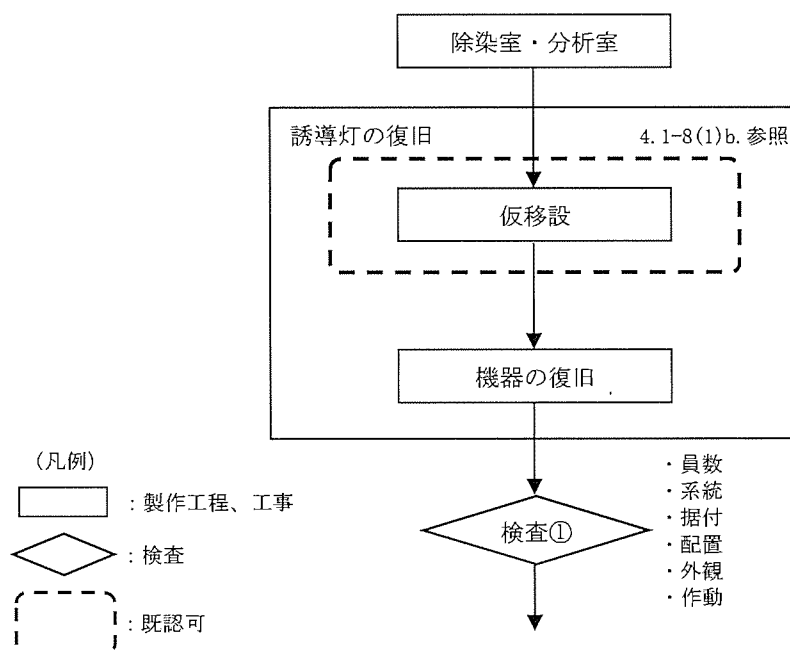 除染室・分析室
誘導灯の復旧
4.1-8(1)b.参照
仮移設
機器の復旧
検査①
・員数
・系統
・据付
・配置
・外観
・作動
(凡例)
：製作工程、工事
：検査
：既認可